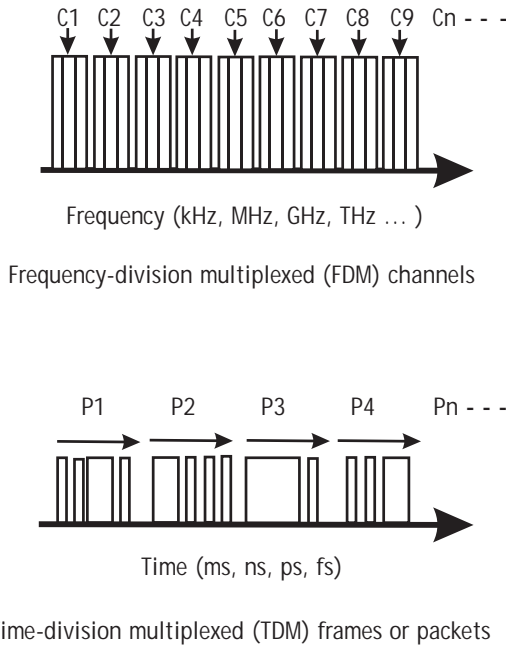 C1 C2 C3 C4 C5 C6 C7 C8 C9 Cn - - -
Frequency (kHz, MHz, GHz, THz … )
Frequency-division multiplexed (FDM) channels
P1 P2 P3 P4 Pn - - -
Time (ms, ns, ps, fs)
ime-division multiplexed (TDM) frames or packets